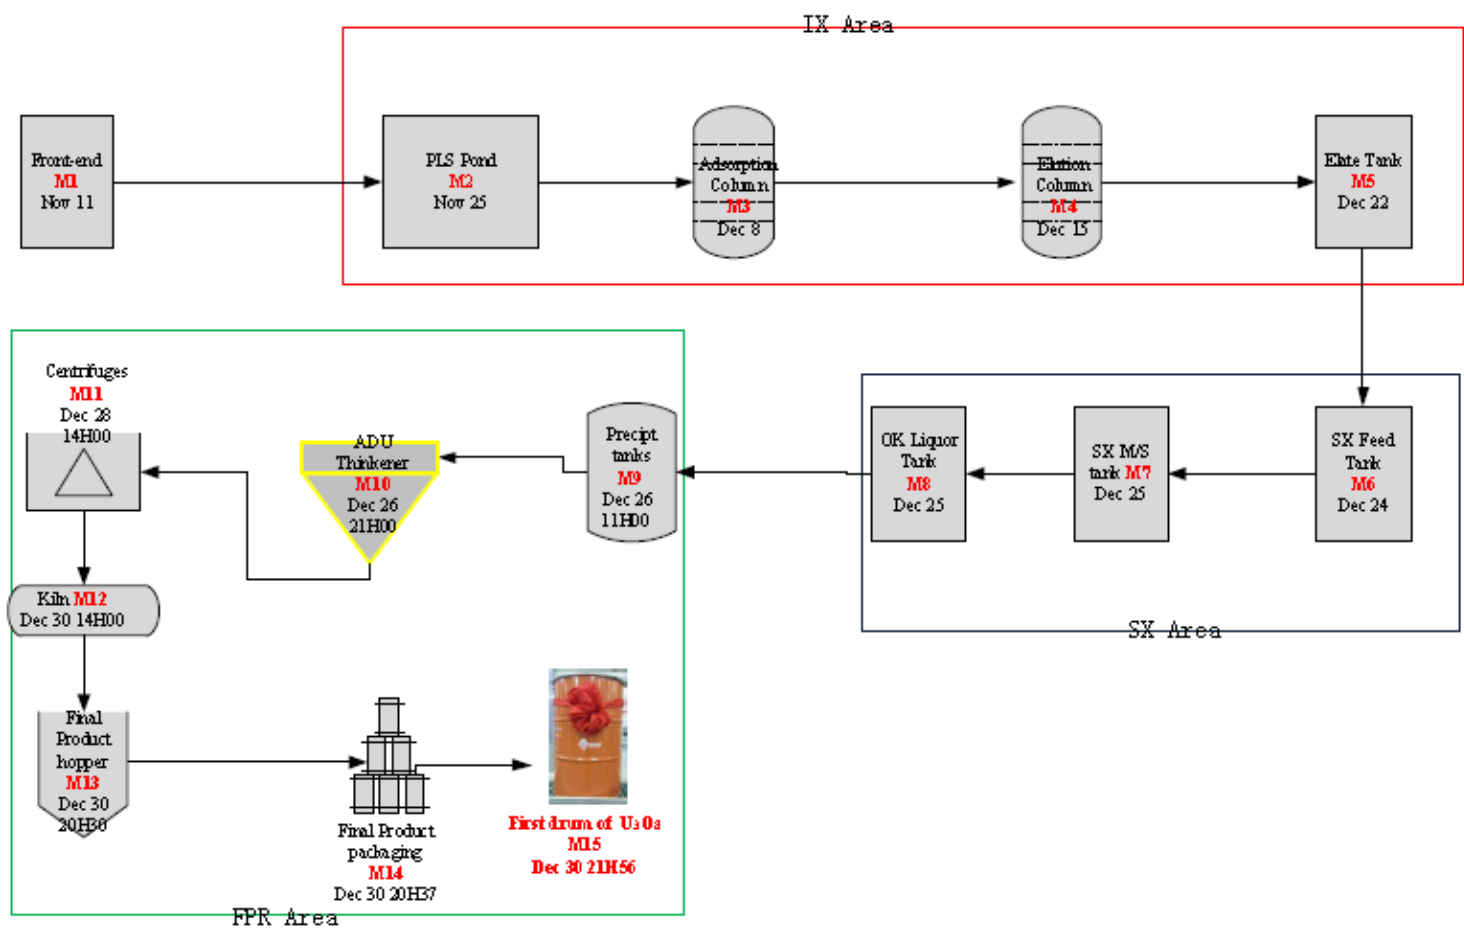 IX Area
Front-end
M1
Nov 11
PLS Pond
M2
Nov 25
Adsorption
Column
M3
Dec 8
Elution
Column
M4
Dec 15
Elate Tank
M5
Dec 22
SX Feed
Tank
M6
Dec 24
SX M/S
tank M7
Dec 25
OK Liquor
Tank
M8
Dec 25
SX Area
Precipt
tanks
M9
Dec 26
11H00
ADU
Thinkener
M10
Dec 26
21H00
Centrifuges
M11
Dec 28
14H00
Kiln M12
Dec 30 14H00
Final
Product
hopper
M13
Dec 30
20H30
Final Product
packaging
M14
Dec 30 20H37
First drum of U₃O₈
M15
Dec 30 21H56
FPR Area